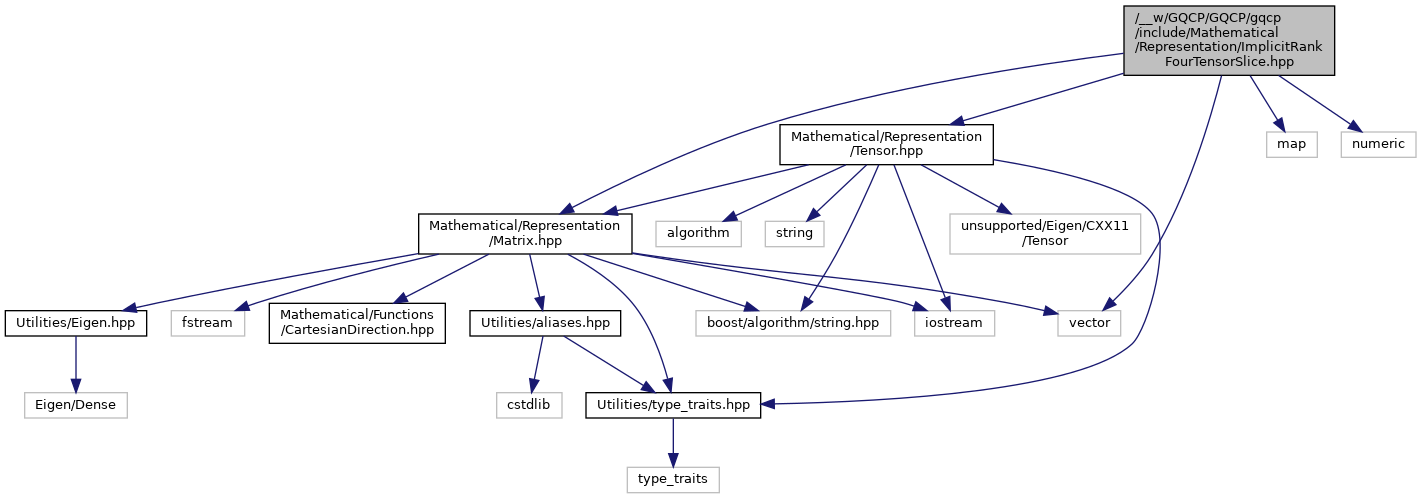 /__w/GQCP/GQCP/gqcp
/include/Mathematical
/Representation/ImplicitRank
FourTensorSlice.hpp
Mathematical/Representation
/Tensor.hpp
map
numeric
Mathematical/Representation
/Matrix.hpp
algorithm
string
unsupported/Eigen/CXX11
/Tensor
Utilities/Eigen.hpp
fstream
Mathematical/Functions
/CartesianDirection.hpp
Utilities/aliases.hpp
boost/algorithm/string.hpp
iostream
vector
Eigen/Dense
cstdlib
Utilities/type_traits.hpp
type_traits